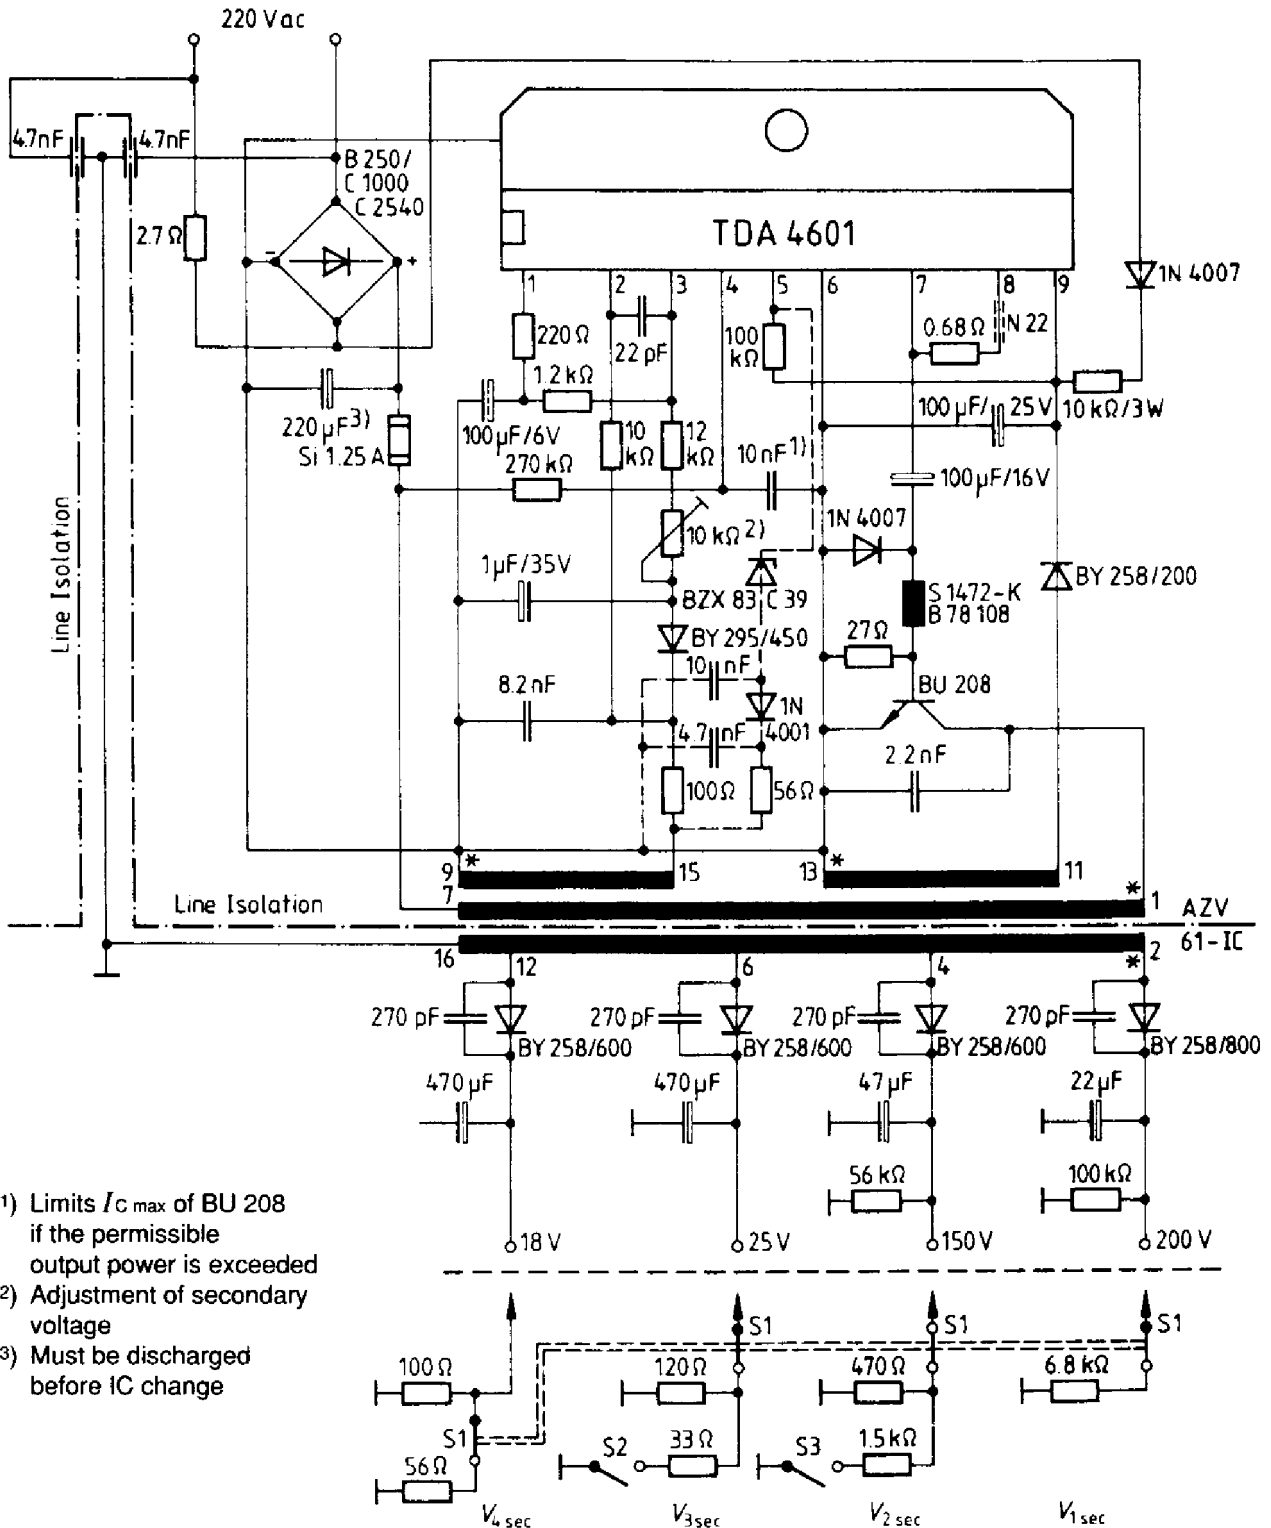 220 Vac
4.7nF
4.7nF
B 250/
C 1000
C 2540
2.7 Ω
-
+
TDA 4601
1
2
3
4
5
6
7
8
9
1N 4007
220 Ω
22 pF
100
kΩ
0.68 Ω
N 22
1.2 kΩ
220 µF3)
Si 1.25 A
100 µF/6V
10
kΩ
12
kΩ
10nF1)
100 µF/ 25V
10 kΩ/3W
270 kΩ
100 µF/16V
10 kΩ2)
1N 4007
Line Isolation
1µF/35V
BZX 83 C 39
S 1472-K
B 78 108
BY 258/200
BY 295/450
27 Ω
10 nF
8.2 nF
BU 208
1N
4001
4.7 nF
2.2 nF
100 Ω
56 Ω
9
*
15
13
*
11
7
*
1
Line Isolation
AZV
61-IC
16
12
6
4
*
2
270 pF
270 pF
270 pF
270 pF
BY 258/600
BY 258/600
BY 258/600
BY 258/800
470 µF
470 µF
47 µF
22 µF
56 kΩ
100 kΩ
18 V
25 V
150 V
200 V
1) Limits IC max of BU 208
if the permissible
output power is exceeded
2) Adjustment of secondary
voltage
3) Must be discharged
before IC change
S1
S1
S1
100 Ω
120 Ω
470 Ω
6.8 kΩ
S1
S2
33 Ω
S3
1.5 kΩ
56 Ω
V4 sec
V3sec
V2 sec
V1 sec